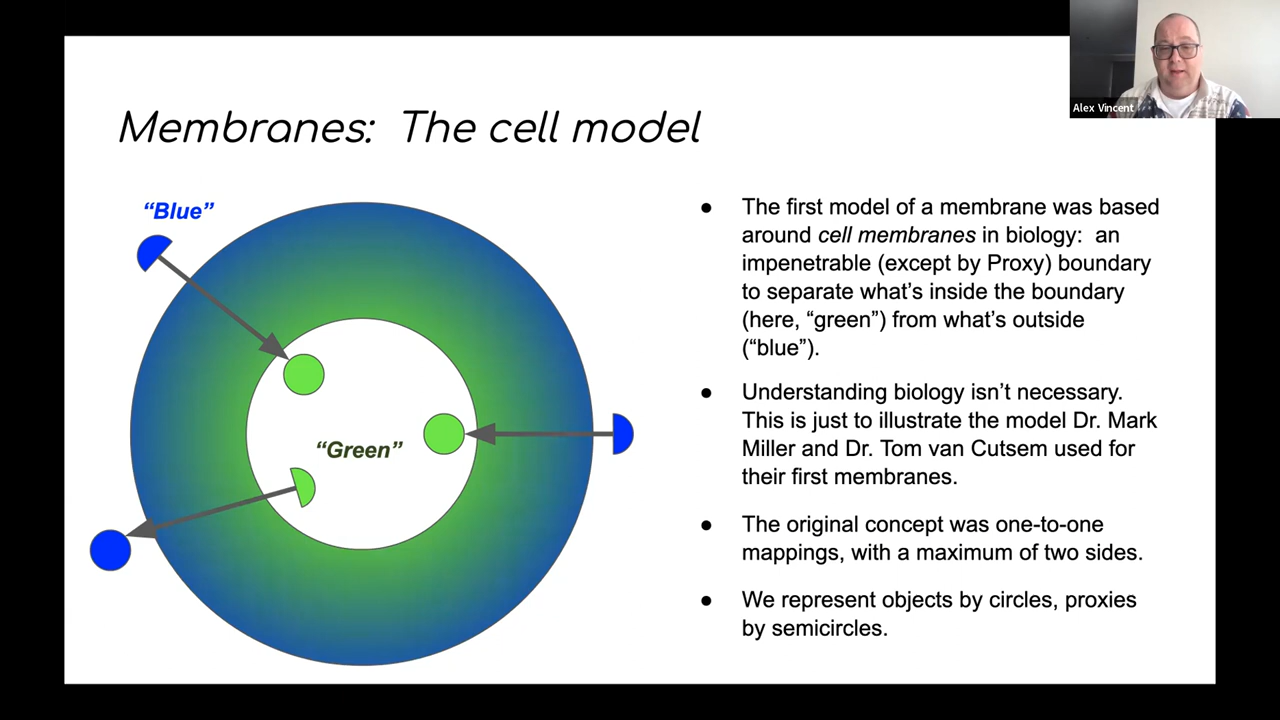 Alex Vincent
Membranes: The cell model
“Blue”
“Green”
● The first model of a membrane was based
around cell membranes in biology: an
impenetrable (except by Proxy) boundary
to separate what’s inside the boundary
(here, “green”) from what’s outside
(“blue”).
● Understanding biology isn’t necessary.
This is just to illustrate the model Dr. Mark
Miller and Dr. Tom van Cutsem used for
their first membranes.
● The original concept was one-to-one
mappings, with a maximum of two sides.
● We represent objects by circles, proxies
by semicircles.